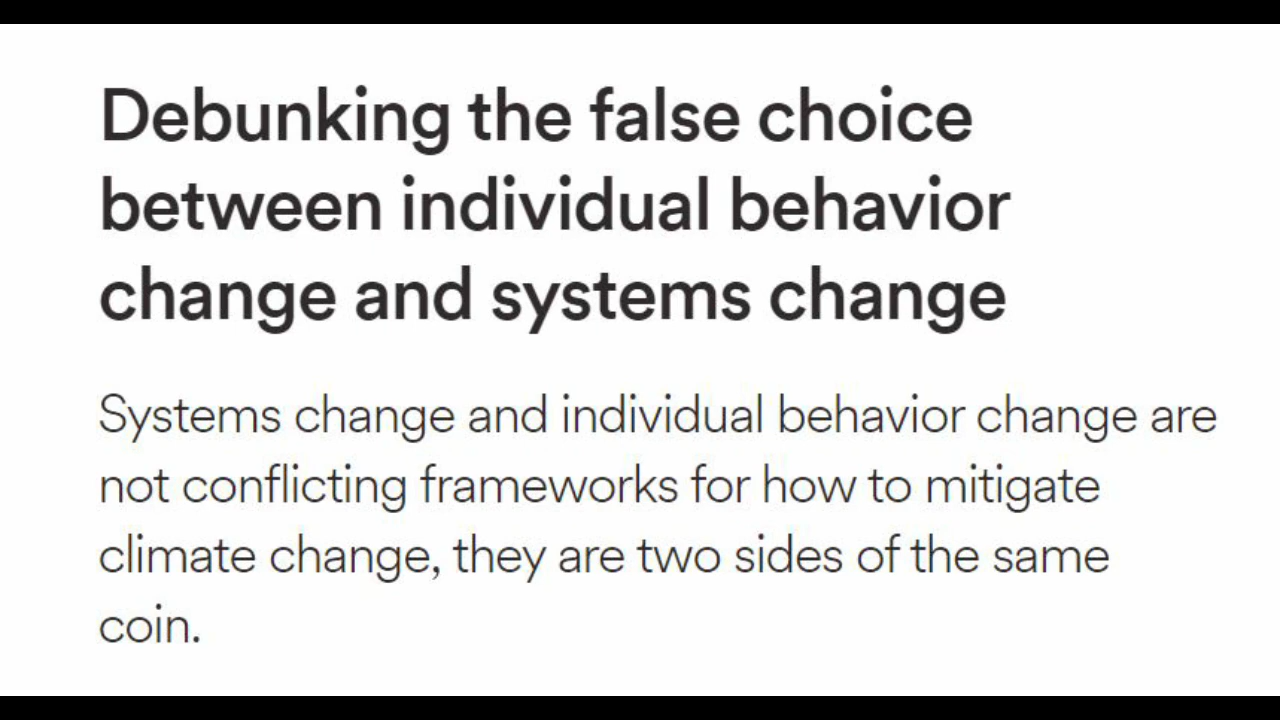 Debunking the false choice
between individual behavior
change and systems change
Systems change and individual behavior change are
not conflicting frameworks for how to mitigate
climate change, they are two sides of the same
coin.